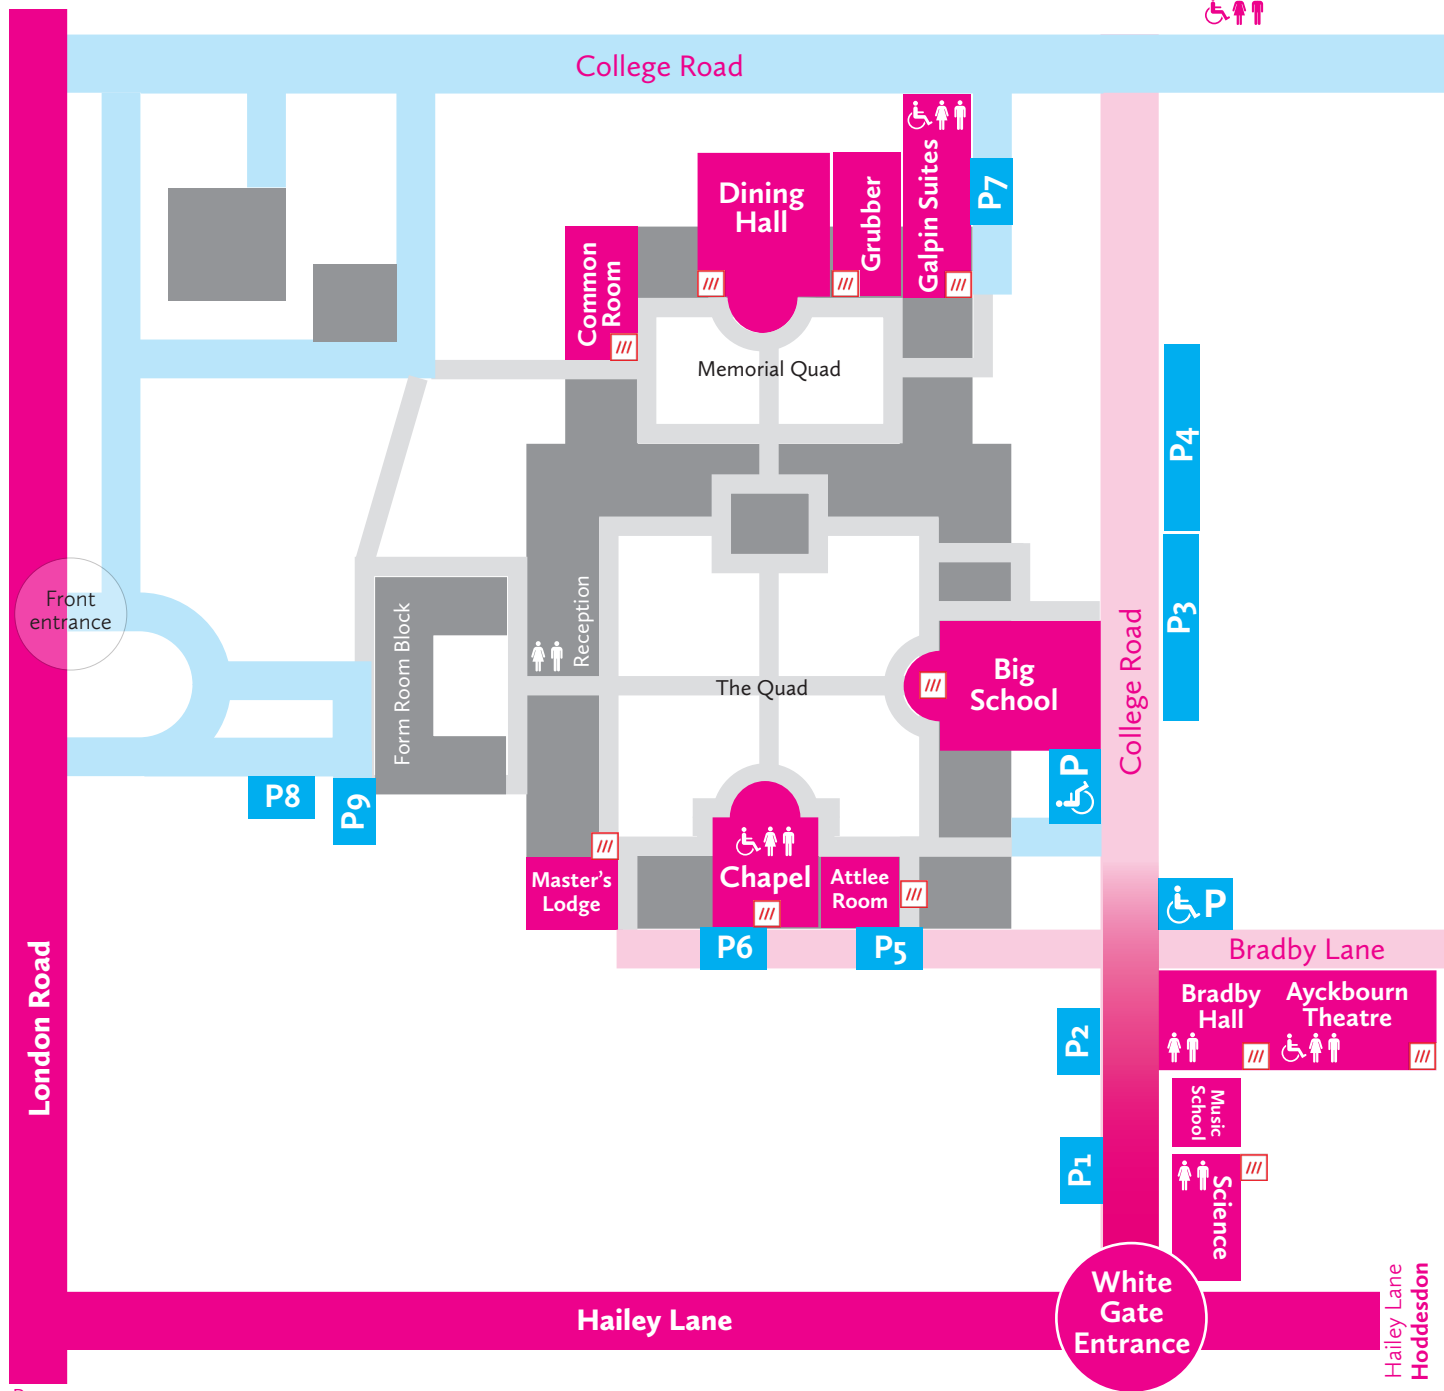 College Road
Galpin Suites
Dining
Hall
Grubber
P7
Common
Room
Memorial Quad
P4
Front
entrance
Form Room Block
Reception
P3
College Road
Big
School
The Quad
P
P8
P9
Chapel
Master's
Lodge
Attlee
Room
P
P6
P5
Bradby Lane
London Road
Bradby
Hall
Ayckbourn
Theatre
P2
Music
School
P1
Science
White
Gate
Entrance
Hailey Lane
Hailey Lane
Hoddesdon